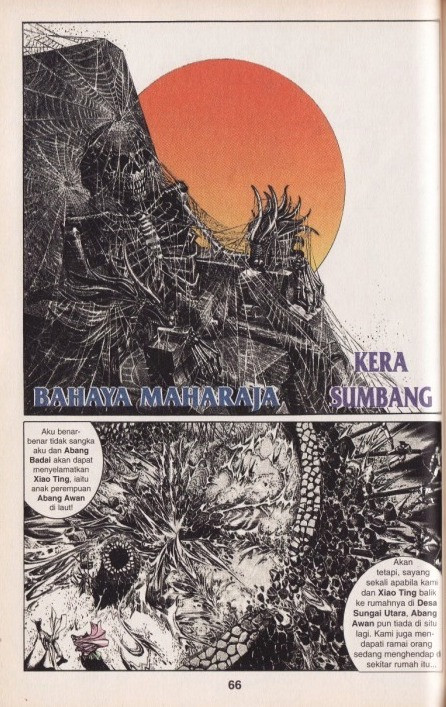 KERA
BAHAYA MAHARAJA SUMBANG
Aku benar-
benar tidak sangka
aku dan Abang
Badai akan dapat
menyelamatkan
Xiao Ting, iaitu
anak perempuan
Abang Awan
di laut!
Akan
tetapi, sayang
sekali apabila kami
dan Xiao Ting balik
ke rumahnya di Desa
Sungai Utara, Abang
Awan pun tiada di situ
lagi. Kami juga men-
dapati ramai orang
sedang menghendap di
sekitar rumah itu...
66